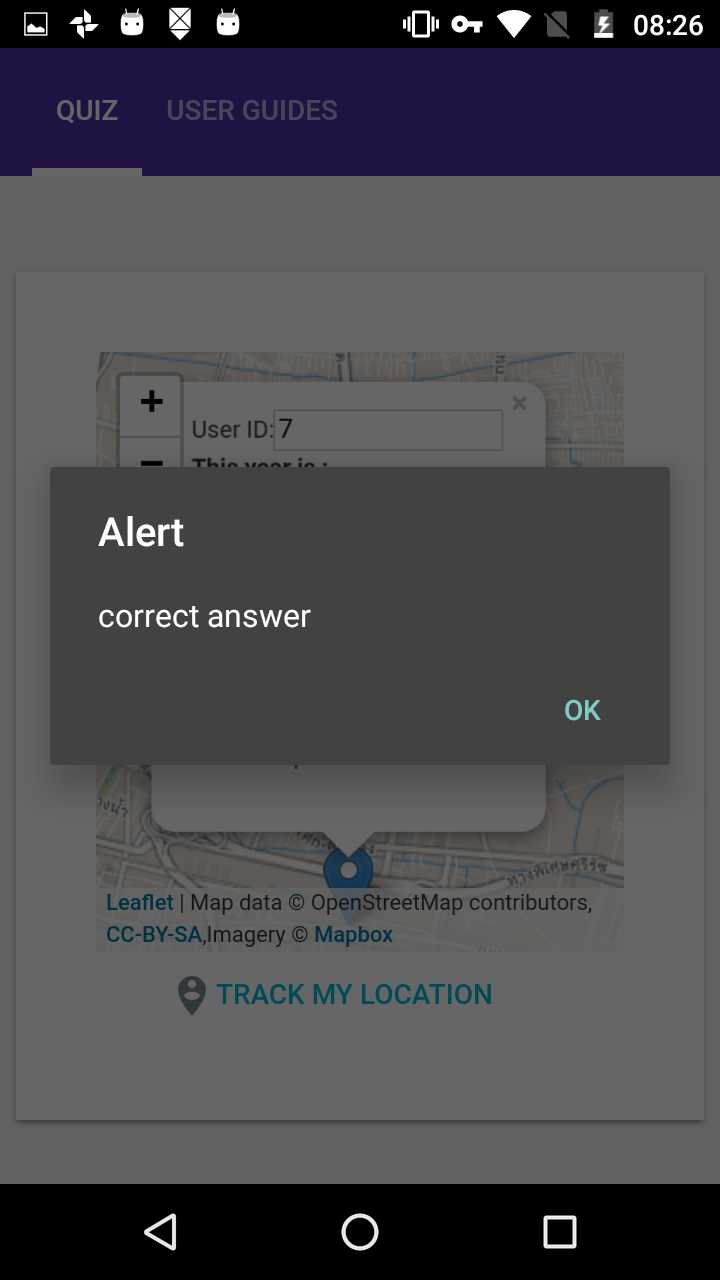 08:26
QUIZ USER GUIDES
+
User ID: 7
This year is :
−
Alert
correct answer
OK
Leaflet | Map data © OpenStreetMap contributors,
CC-BY-SA,Imagery © Mapbox
TRACK MY LOCATION